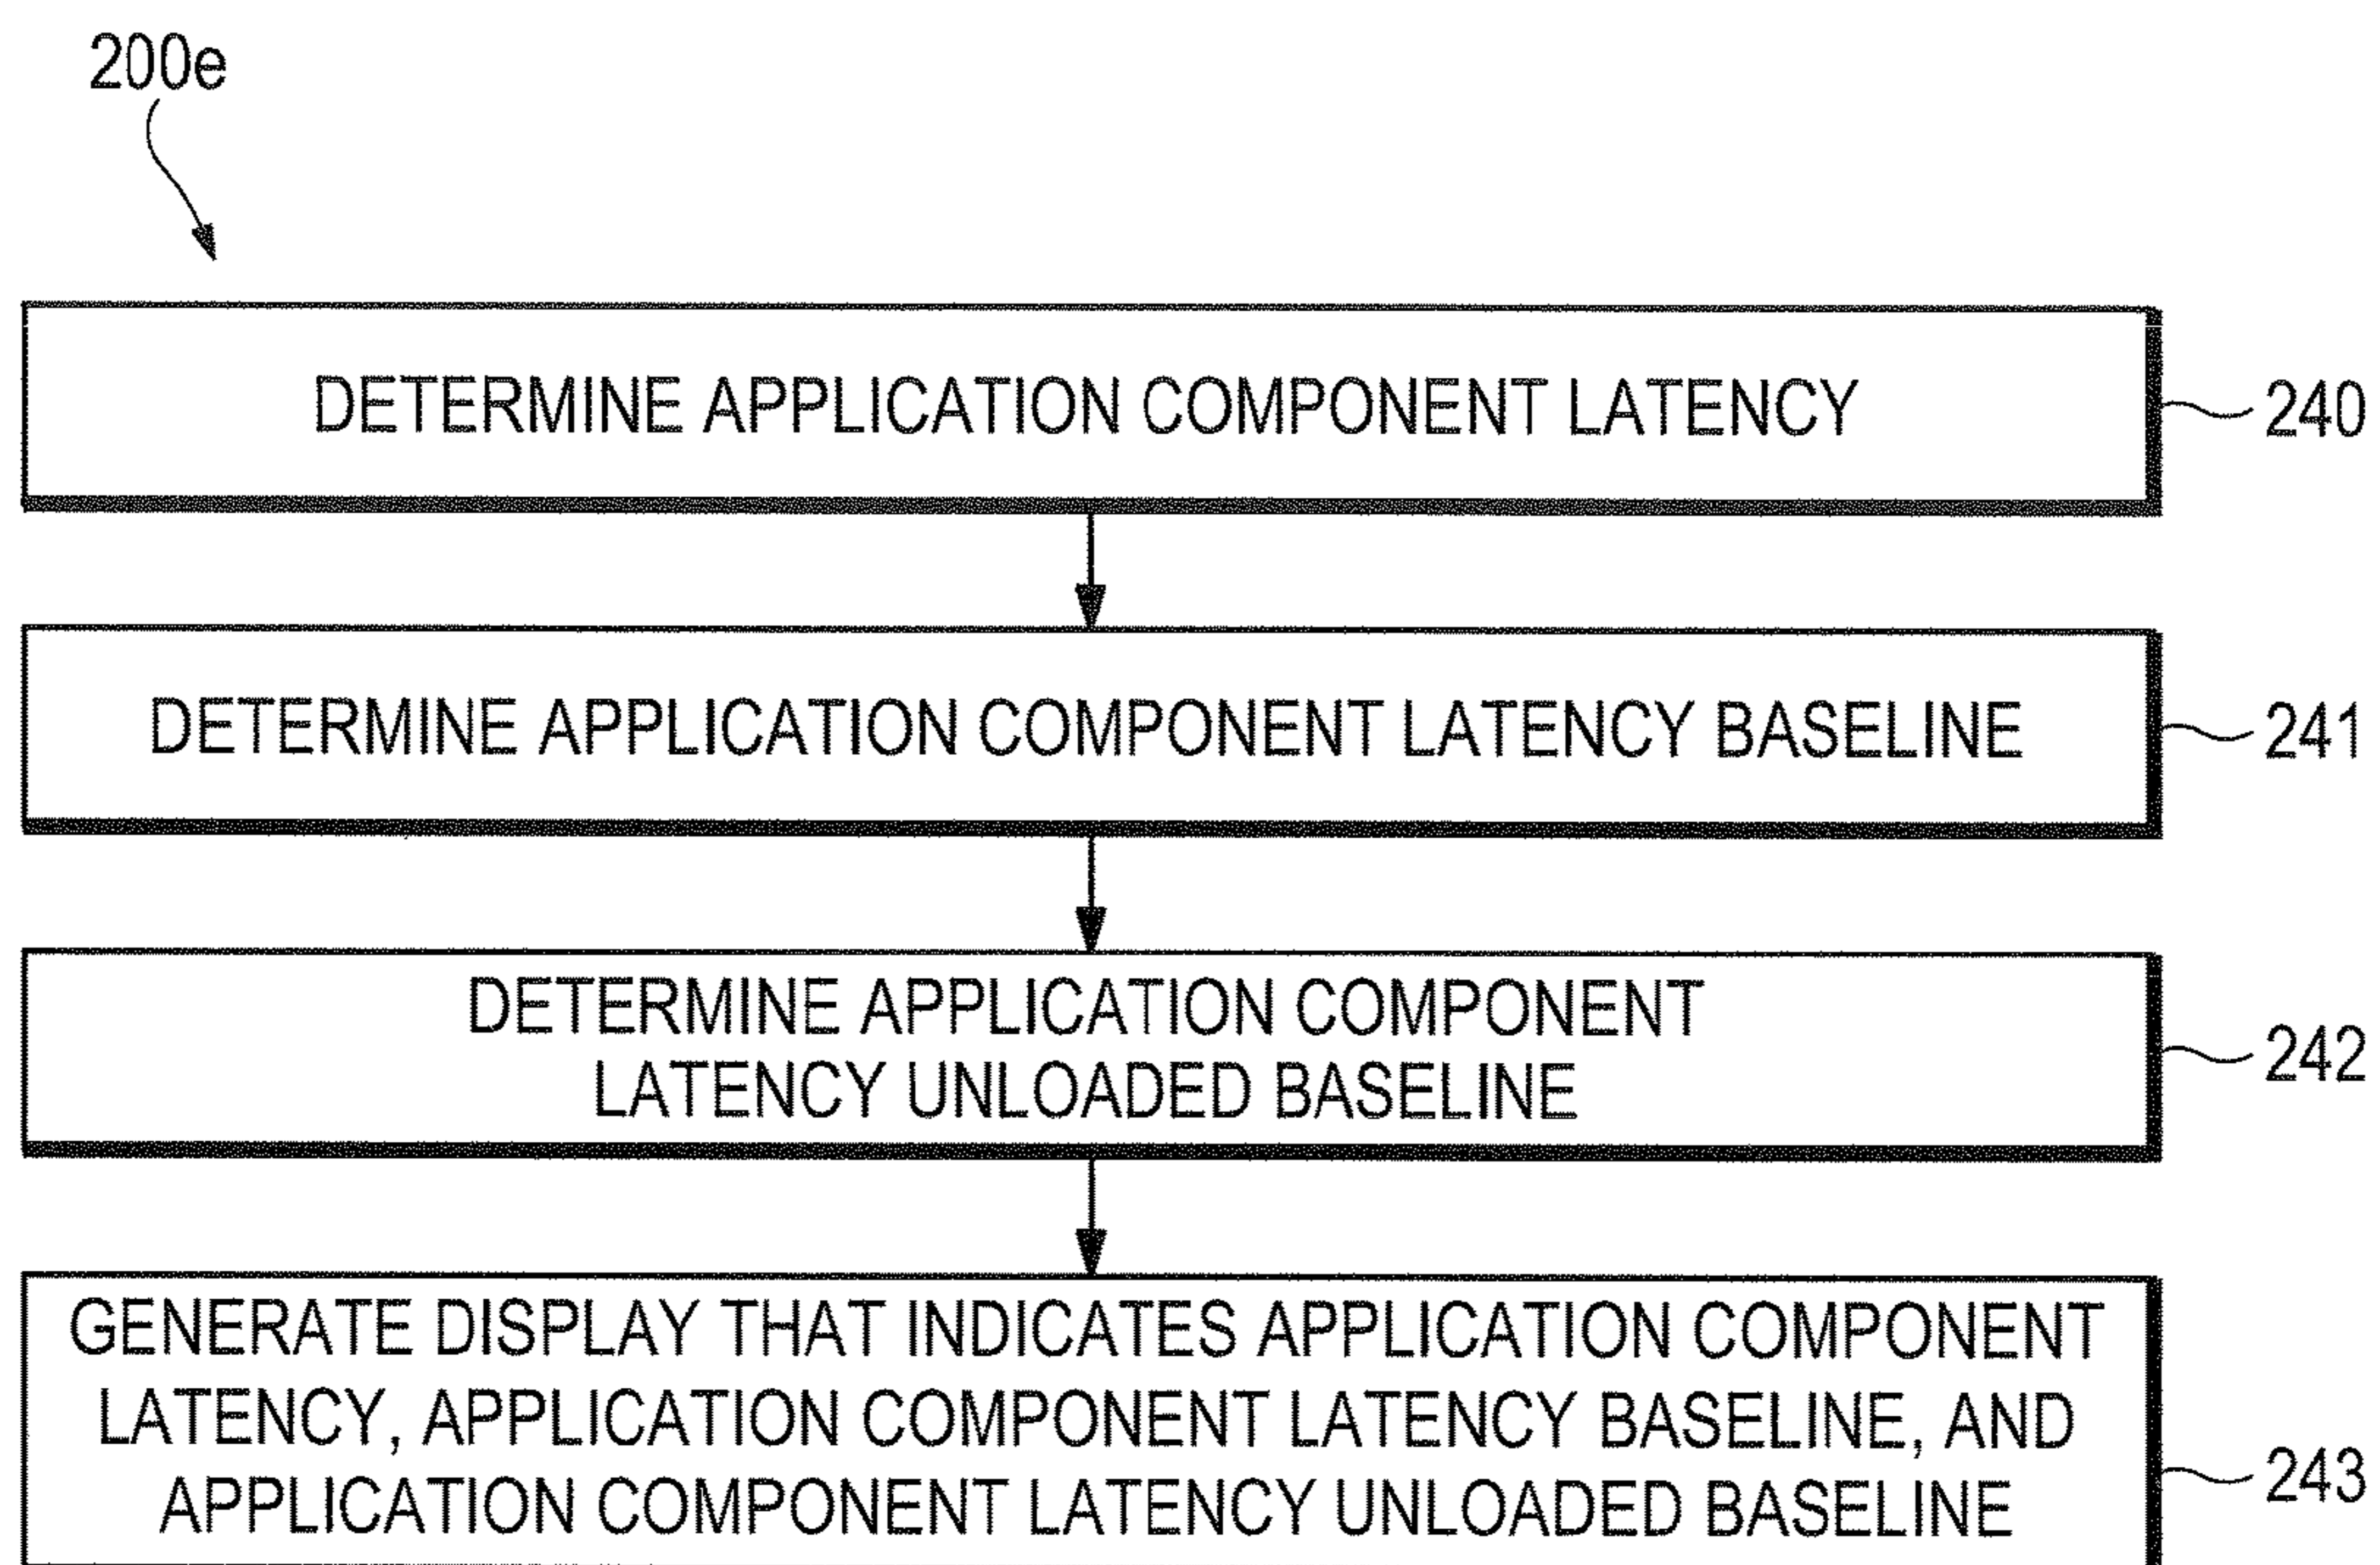 200e
DETERMINE APPLICATION COMPONENT LATENCY
240
DETERMINE APPLICATION COMPONENT LATENCY BASELINE
241
DETERMINE APPLICATION COMPONENT
LATENCY UNLOADED BASELINE
242
GENERATE DISPLAY THAT INDICATES APPLICATION COMPONENT
LATENCY, APPLICATION COMPONENT LATENCY BASELINE, AND
APPLICATION COMPONENT LATENCY UNLOADED BASELINE
243